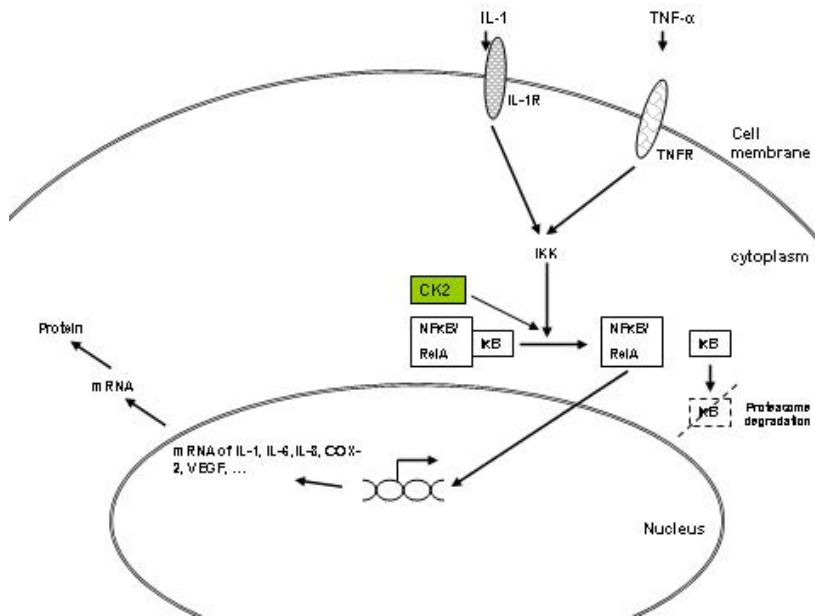 IL-1
TNF-α
IL-1R
TNFR
Cell
membrane
IKK
cytoplasm
CK2
NFκB/
RelA
IκB
NFκB/
RelA
IκB
Protein
mRNA
IκB
Proteasome
degradation
mRNA of IL-1, IL-6, IL-8, COX-
2, VEGF, ...
Nucleus